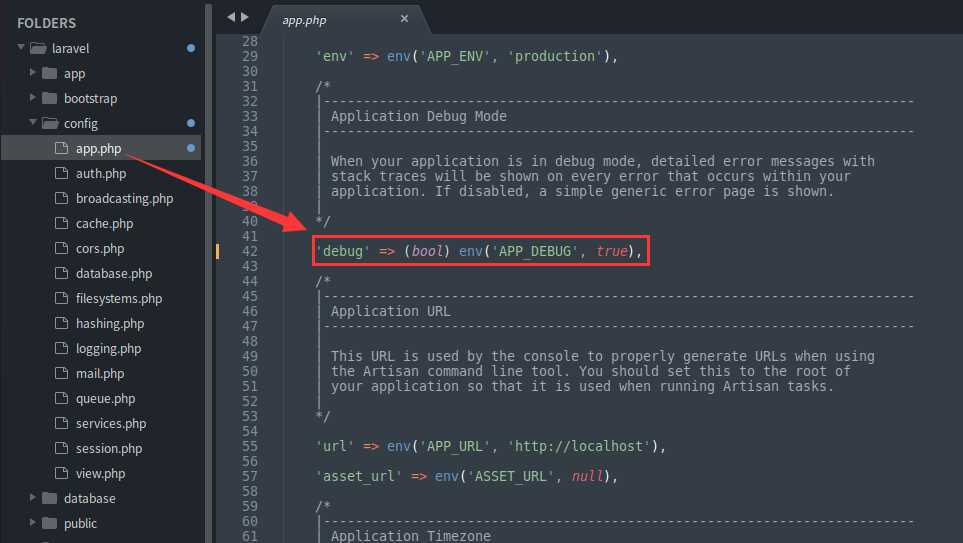 FOLDERS
laravel
app
bootstrap
config
app.php
auth.php
broadcasting.php
cache.php
cors.php
database.php
filesystems.php
hashing.php
logging.php
mail.php
queue.php
services.php
session.php
view.php
database
public
app.php ×
28
29 'env' => env('APP_ENV', 'production'),
30
31 /*
32 |--------------------------------------------------------------------------
33 | Application Debug Mode
34 |--------------------------------------------------------------------------
35 |
36 | When your application is in debug mode, detailed error messages with
37 | stack traces will be shown on every error that occurs within your
38 | application. If disabled, a simple generic error page is shown.
39 |
40 */
41
42 'debug' => (bool) env('APP_DEBUG', true),
43
44 /*
45 |--------------------------------------------------------------------------
46 | Application URL
47 |--------------------------------------------------------------------------
48 |
49 | This URL is used by the console to properly generate URLs when using
50 | the Artisan command line tool. You should set this to the root of
51 | your application so that it is used when running Artisan tasks.
52 |
53 */
54
55 'url' => env('APP_URL', 'http://localhost'),
56
57 'asset_url' => env('ASSET_URL', null),
58
59 /*
60 |--------------------------------------------------------------------------
61 | Application Timezone